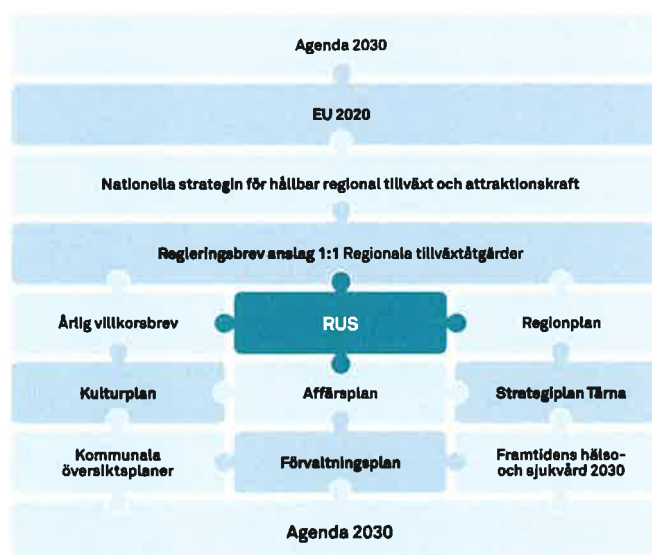 Agenda 2030
EU 2020
Nationella strategin för hållbar regional tillväxt och attraktionskraft
Regleringsbrev anslag 1:1 Regionala tillväxtåtgärder
Årlig villkorsbrev
RUS
Regionplan
Kulturplan
Affärsplan
Strategiplan Tärna
Kommunala
översiktsplaner
Förvaltningsplan
Framtidens hälso-
och sjukvård 2030
Agenda 2030